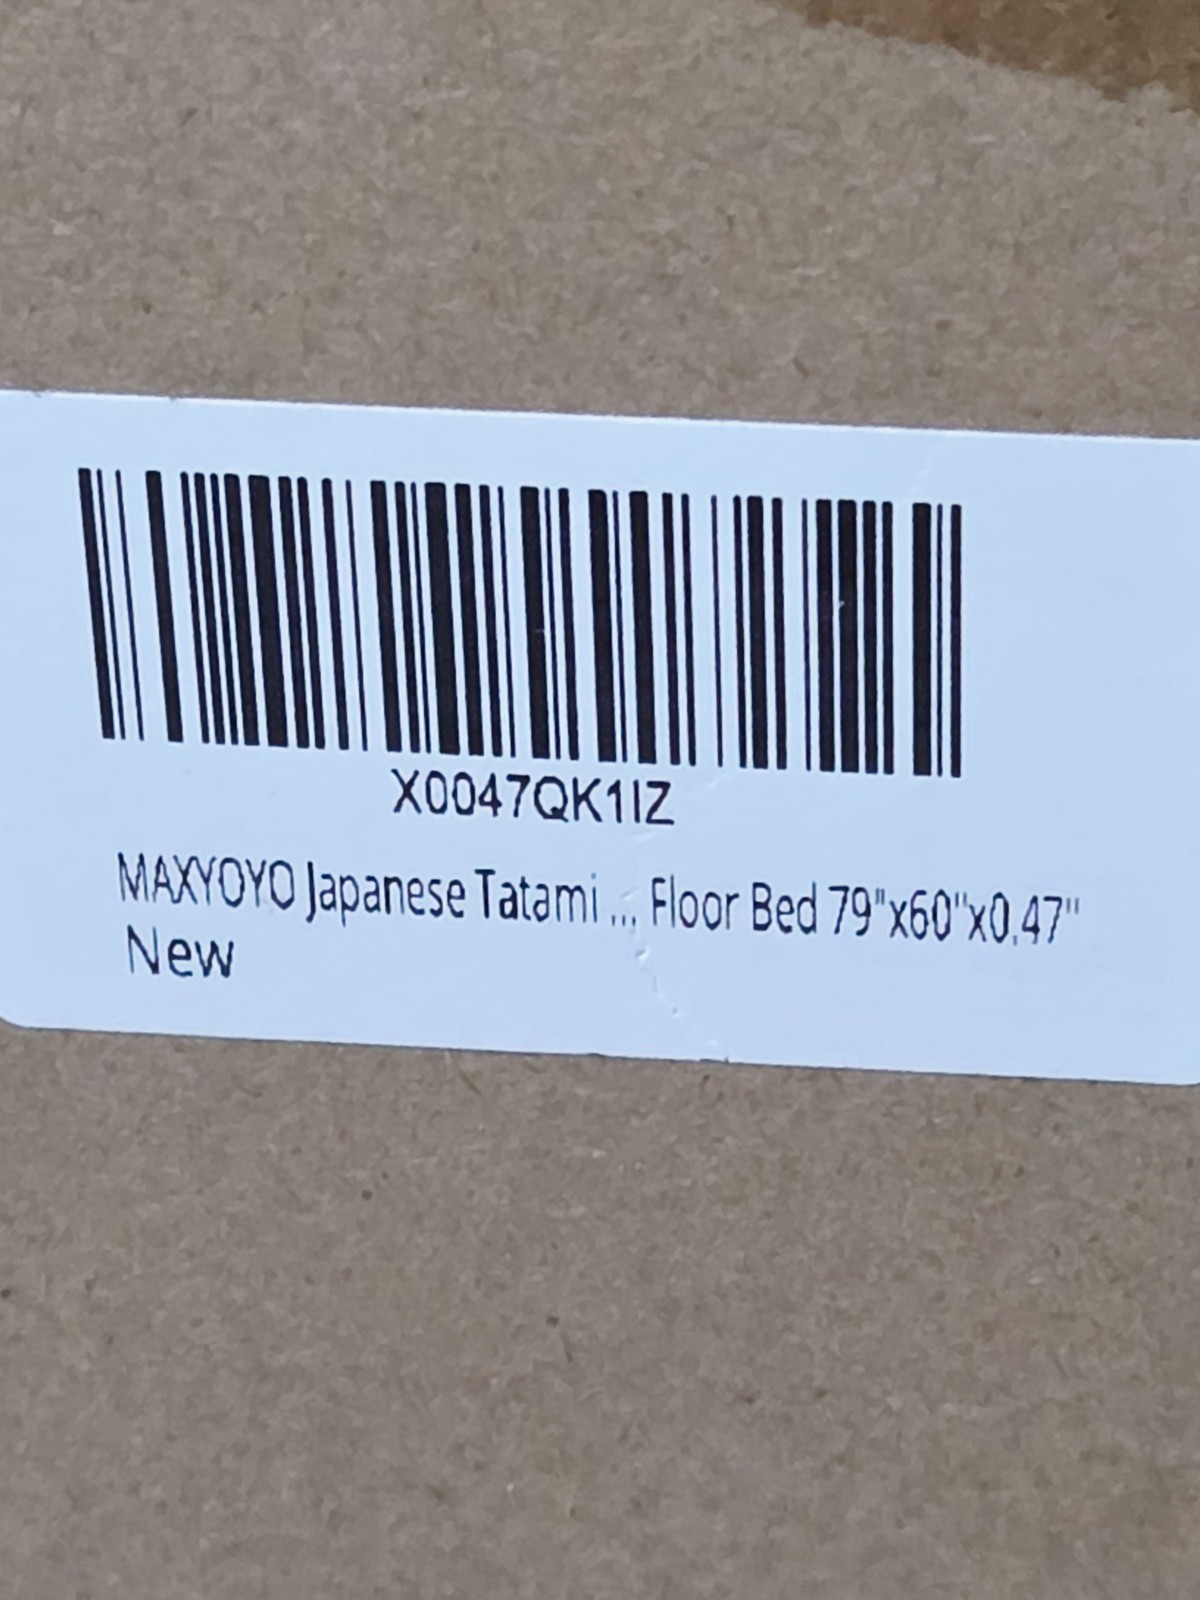 X0047QK1IZ
MAXYOYO Japanese Tatami ... Floor Bed 79"x60"x0.47"
New